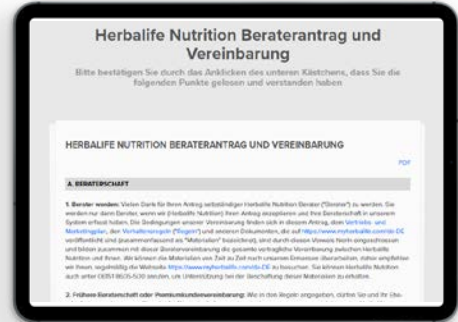 Herbalife Nutrition Berateranträg und
Vereinbarung
Bitte bestätigen Sie durch das Anklicken des unteren Kästchens, dass Sie die
folgenden Punkte gelesen und verstanden haben
HERBALIFE NUTRITION BERATERANTRAG UND VEREINBARUNG
PDF
A. BERATERSCHAFT
1. Berater werden: Vielen Dank für Ihren Antrag selbständiger Herbalife Nutrition Berater ("Berater") zu werden. Sie
werden nur dann Berater, wenn wir (Herbalife Nutrition) Ihren Antrag akzeptieren und Ihre Beraterschaft in unserem
System erfasst haben. Die Bedingungen unserer Vereinbarung finden sich in diesem Antrag, dem Vertriebs- und
Marketingplan, den Verhaltensregeln ("Regeln") und anderen Dokumenten, die auf https://www.myherbalife.com/de-DE
veröffentlicht sind (zusammenfassend als "Materialien" bezeichnet), sind durch diesen Verweis hierin eingeschlossen
und bilden zusammen mit dieser Beratervereinbarung die gesamte vertragliche Vereinbarung zwischen Herbalife
Nutrition und Ihnen. Wir können die Materialien von Zeit zu Zeit nach unserem Ermessen überarbeiten, daher empfehlen
wir Ihnen, regelmäßig die Webseite https://www.myherbalife.com/de-DE zu besuchen. Sie können Herbalife Nutrition
auch unter anrufen, um Unterstützung bei der Beschaffung dieser Materialien zu erhalten.
2. Frühere Beraterschaft oder Premiumkundenvereinbarung: Wie in den Regeln angegeben, dürfen Sie und Ihr